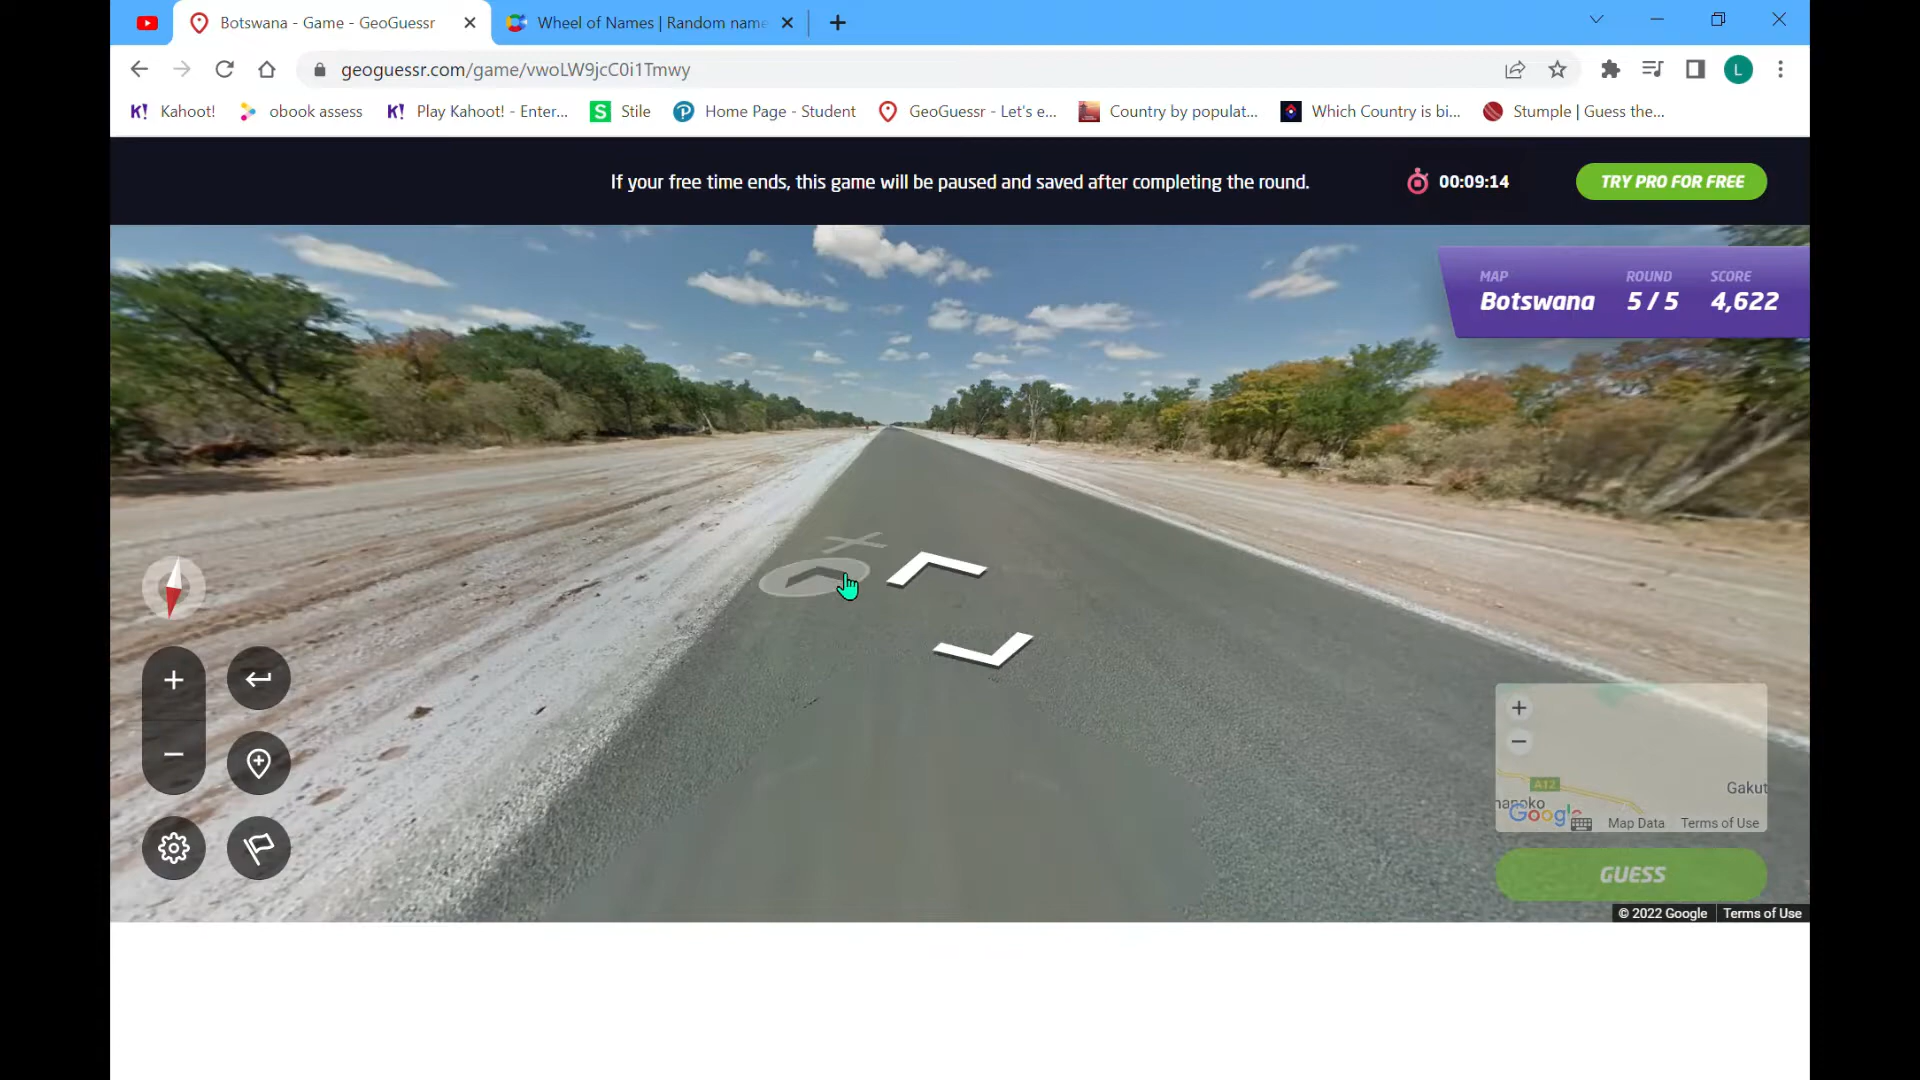 Botswana - Game - GeoGuessr
Wheel of Names | Random name
geoguessr.com/game/vwoLW9jcC0i1Tmwy
L
K! Kahoot!
obook assess
K! Play Kahoot! - Enter...
S Stile
P Home Page - Student
GeoGuessr - Let's e...
Country by populat...
Which Country is bi...
Stumple | Guess the...
If your free time ends, this game will be paused and saved after completing the round.
00:09:14
TRY PRO FOR FREE
MAP ROUND SCORE
Botswana 5 / 5 4,622
A12
Gakut
Google
Map Data Terms of Use
GUESS
© 2022 Google Terms of Use